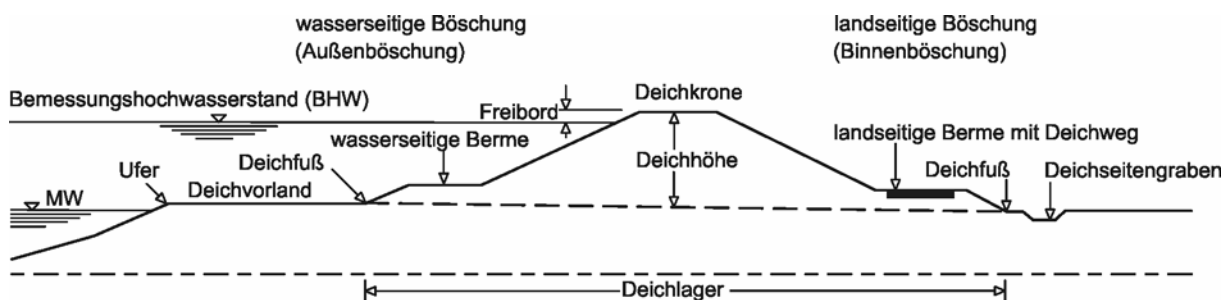 wasserseitige Böschung
(Außenböschung)
landseitige Böschung
(Binnenböschung)
Bemessungshochwasserstand (BHW)
Freibord
Deichkrone
wasserseitige Berme
landseitige Berme mit Deichweg
Ufer
Deichfuß
Deichhöhe
Deichfuß
Deichseitengraben
MW
Deichvorland
Deichlager